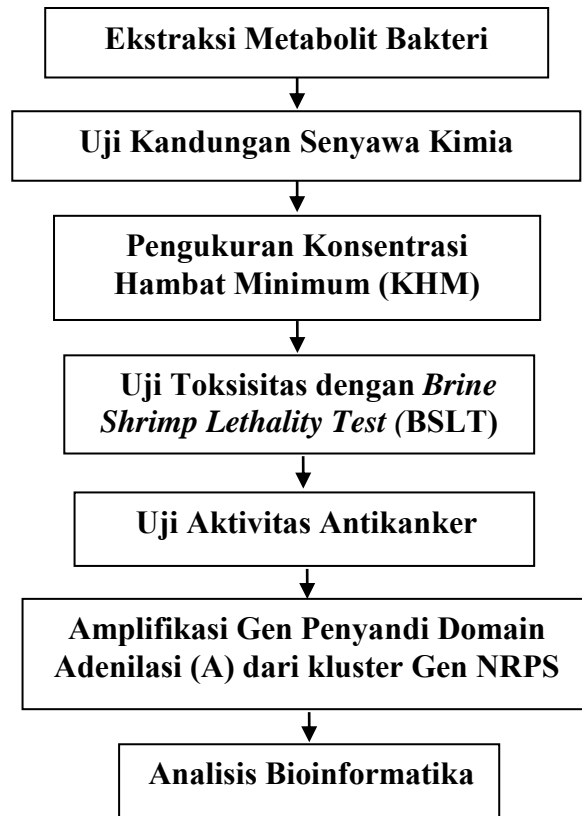 Ekstraksi Metabolit Bakteri
Uji Kandungan Senyawa Kimia
Pengukuran Konsentrasi
Hambat Minimum (KHM)
Uji Toksisitas dengan Brine
Shrimp Lethality Test (BSLT)
Uji Aktivitas Antikanker
Amplifikasi Gen Penyandi Domain
Adenilasi (A) dari kluster Gen NRPS
Analisis Bioinformatika